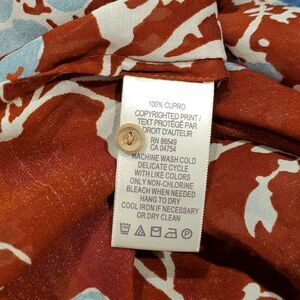 100% CUPRO
COPYRIGHTED PRINT/
TEXT PROTÉGÉ PAR
DROIT D'AUTEUR
RN 86549
CA 04754
MACHINE WASH COLD
DELICATE CYCLE
WITH LIKE COLORS
ONLY NON-CHLORINE
BLEACH WHEN NEEDED
HANG TO DRY
COOL IRON IF NECESSARY
OR DRY CLEAN